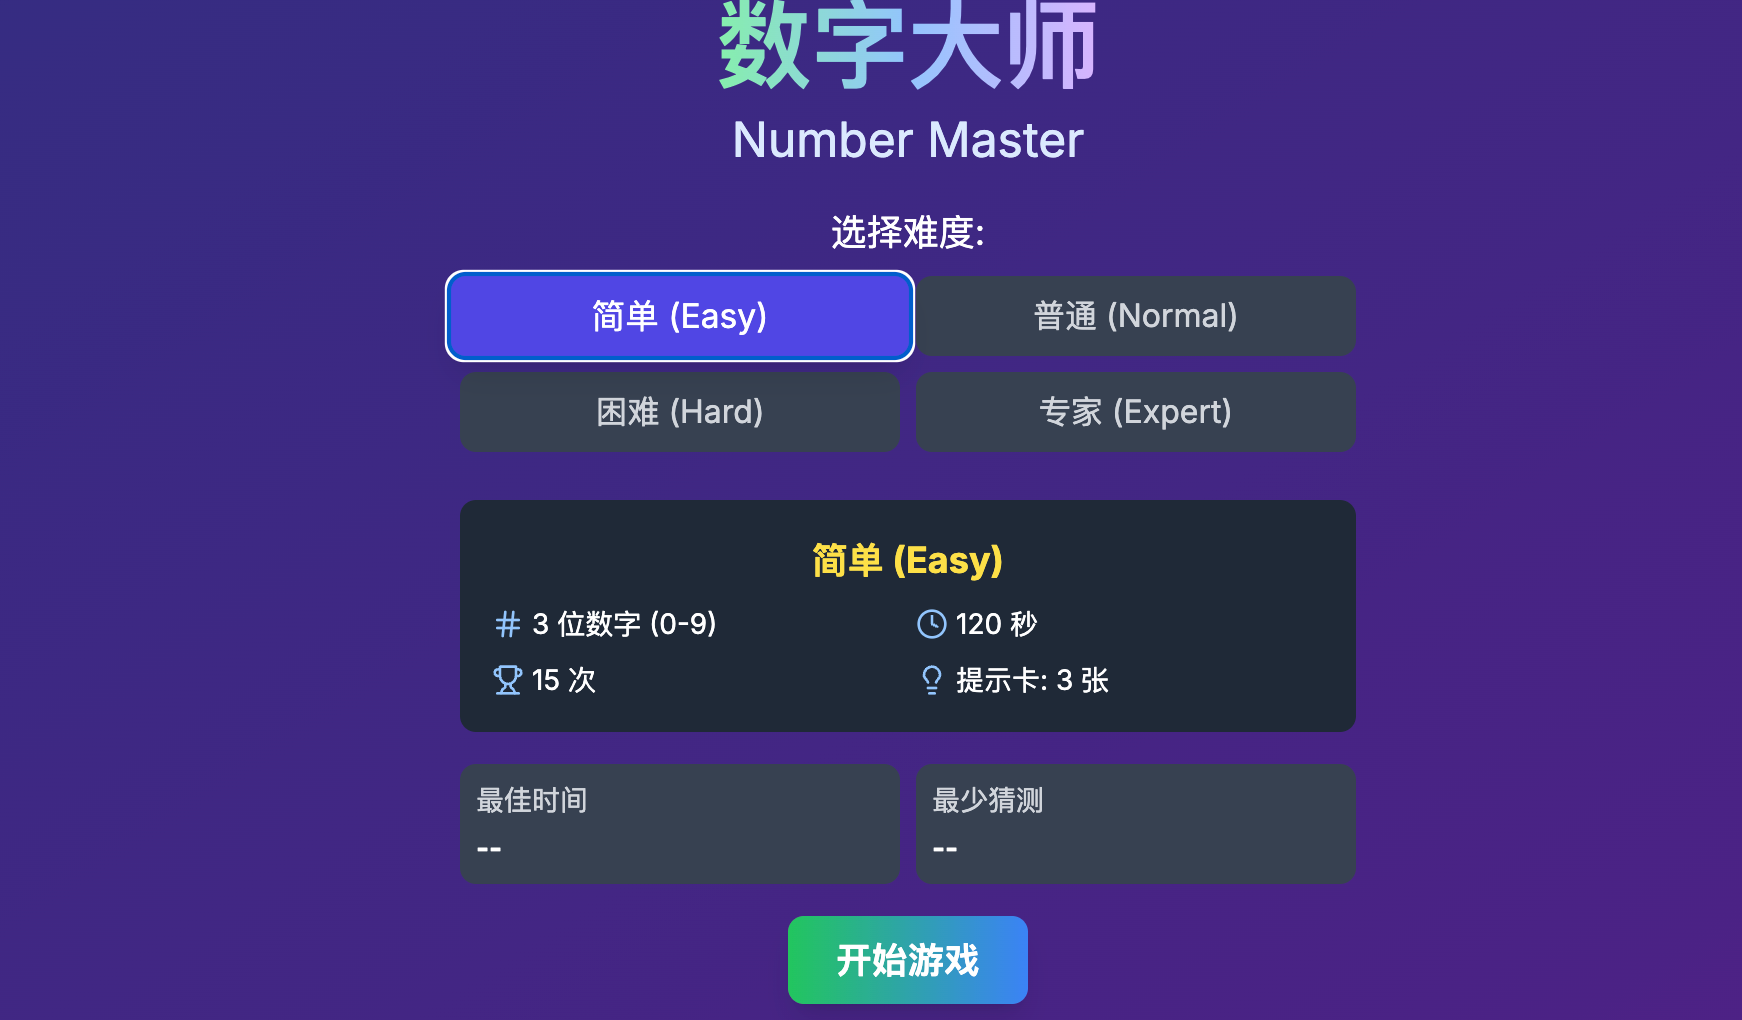 数字大师
Number Master
选择难度:
简单 (Easy)
普通 (Normal)
困难 (Hard)
专家 (Expert)
简单 (Easy)
3 位数字 (0-9)
120 秒
15 次
提示卡: 3 张
最佳时间
--
最少猜测
--
开始游戏